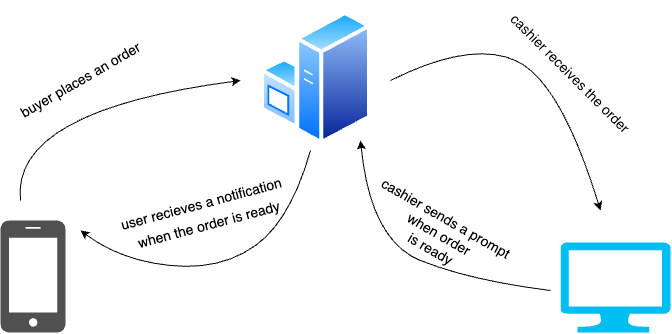 buyer places an order
cashier receives the order
user recieves a notification
when the order is ready
cashier sends a prompt
when order
is ready